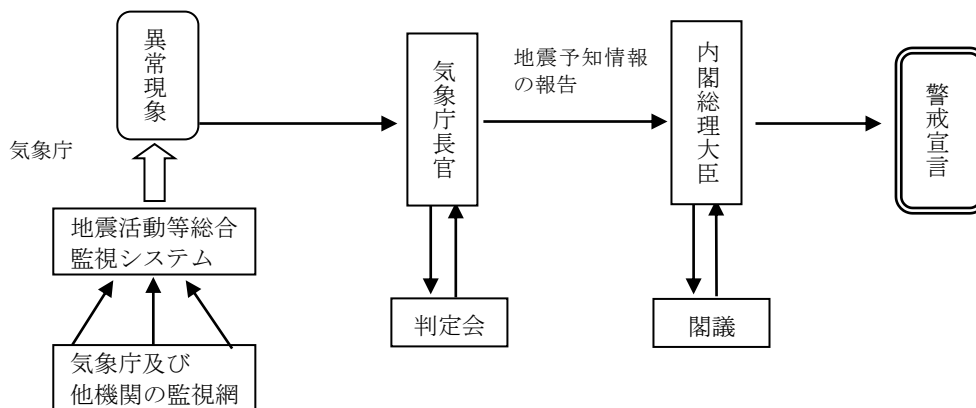 異常現象
気象庁
地震活動等総合
監視システム
気象庁及び
他機関の監視網
気象庁長官
判定会
地震予知情報
の報告
内閣総理大臣
閣議
警戒宣言